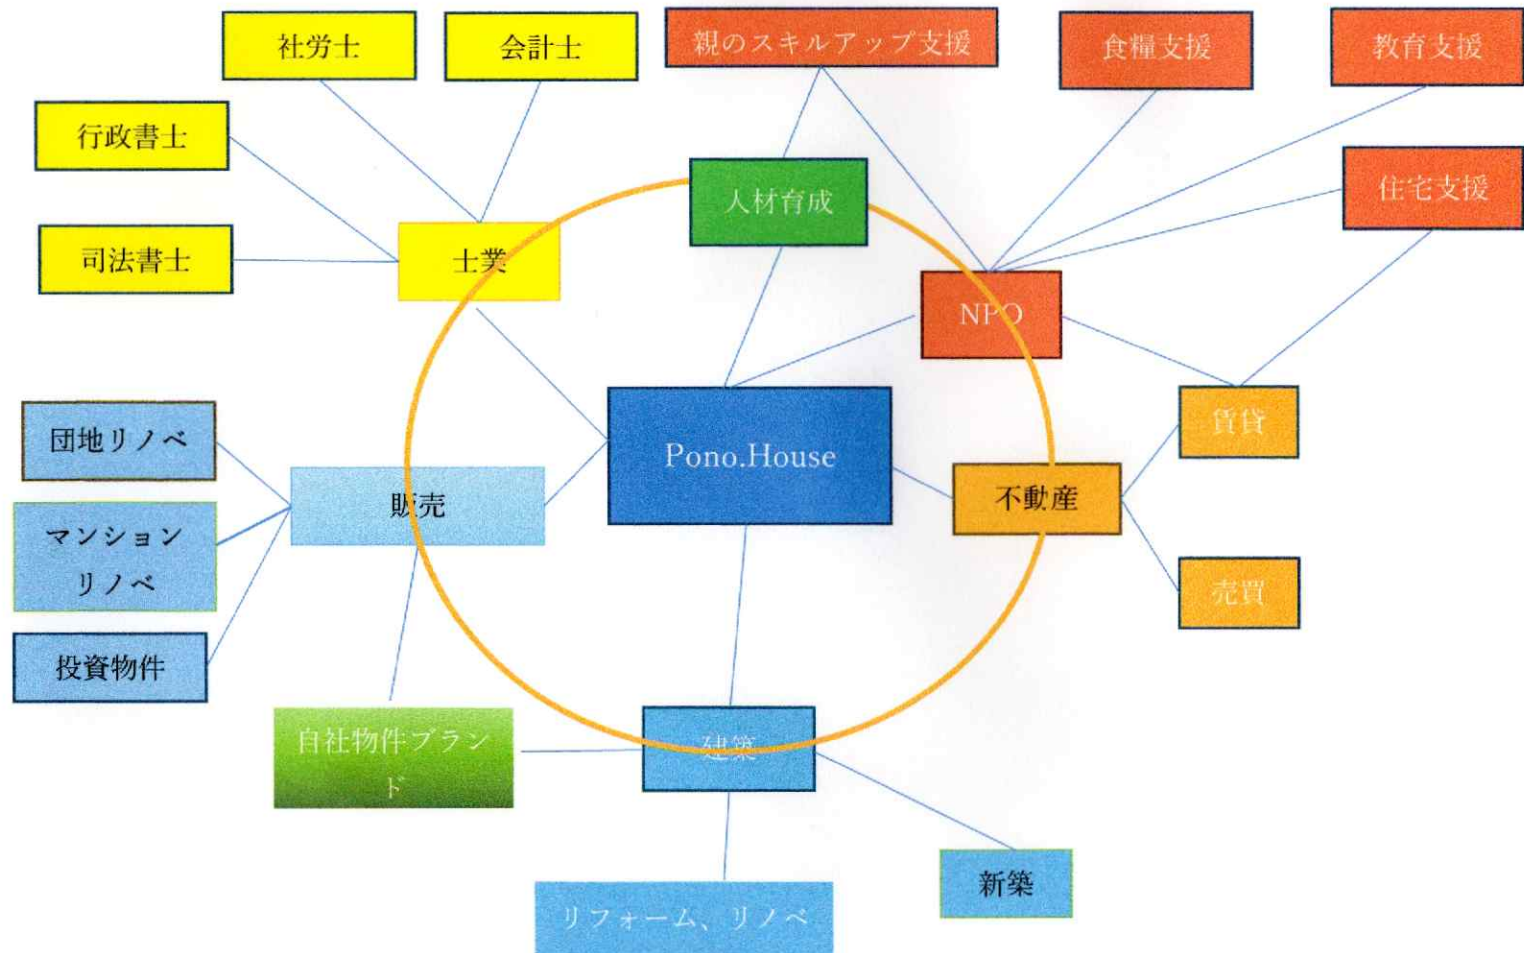 社労士
会計士
親のスキルアップ支援
食糧支援
教育支援
行政書士
人材育成
住宅支援
司法書士
士業
NPO
団地リノベ
Pono.House
賃貸
販売
不動産
マンション
リノベ
投資物件
売買
自社物件ブラン
ド
建築
新築
リフォーム、リノベ